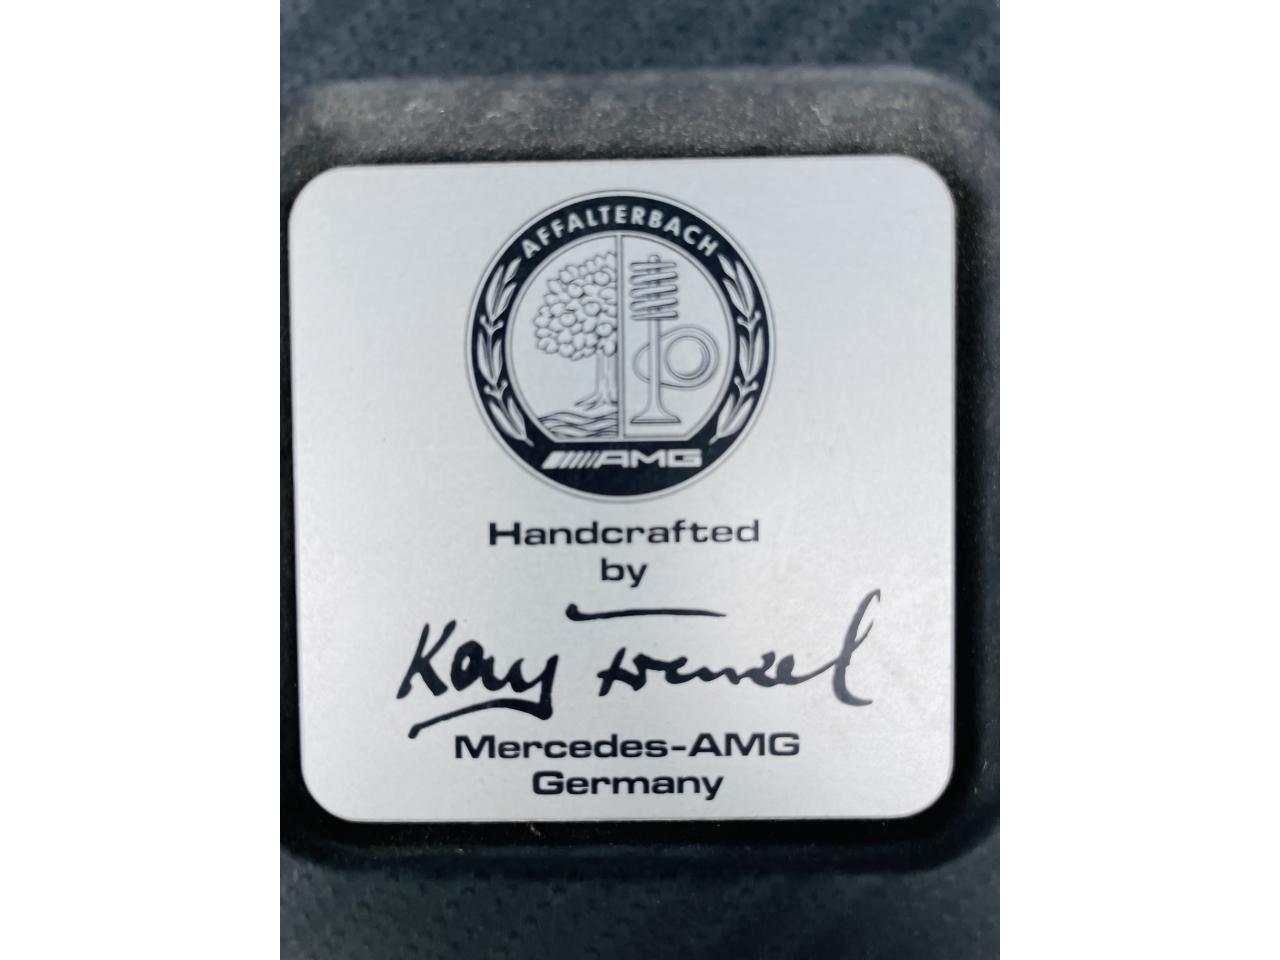 AFFALTERBACH
AMG
Handcrafted
by
Kay Wenzel
Mercedes-AMG
Germany